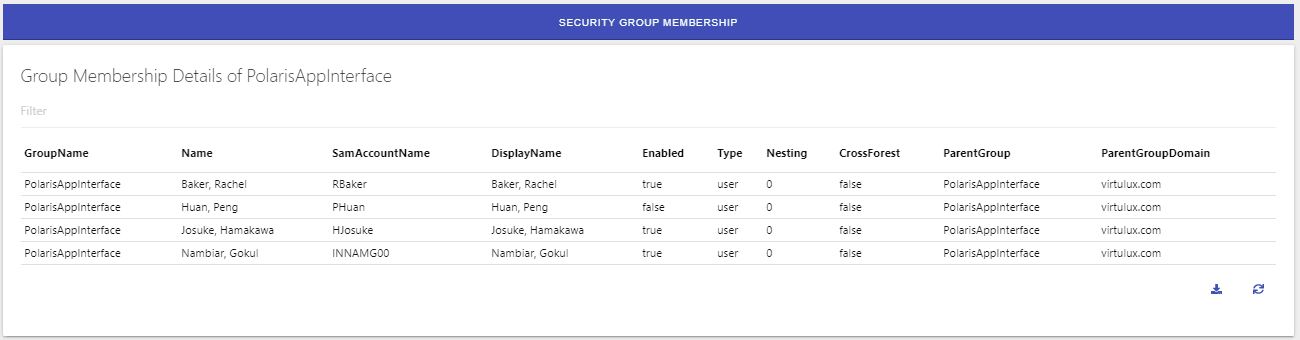 SECURITY GROUP MEMBERSHIP
Group Membership Details of PolarisAppInterface
Filter
GroupName Name SamAccountName DisplayName Enabled Type Nesting CrossForest ParentGroup ParentGroupDomain
PolarisAppInterface Baker, Rachel RBaker Baker, Rachel true user 0 false PolarisAppInterface virtulux.com
PolarisAppInterface Huan, Peng PHuan Huan, Peng false user 0 false PolarisAppInterface virtulux.com
PolarisAppInterface Josuke, Hamakawa HJosuke Josuke, Hamakawa true user 0 false PolarisAppInterface virtulux.com
PolarisAppInterface Nambiar, Gokul INNAMG00 Nambiar, Gokul true user 0 false PolarisAppInterface virtulux.com